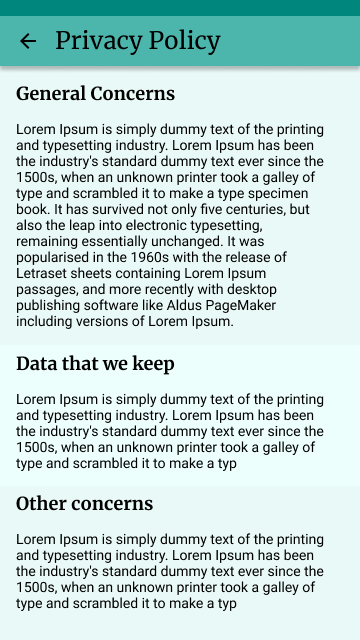 Privacy Policy
General Concerns
Lorem Ipsum is simply dummy text of the printing
and typesetting industry. Lorem Ipsum has been
the industry's standard dummy text ever since the
1500s, when an unknown printer took a galley of
type and scrambled it to make a type specimen
book. It has survived not only five centuries, but
also the leap into electronic typesetting,
remaining essentially unchanged. It was
popularised in the 1960s with the release of
Letraset sheets containing Lorem Ipsum
passages, and more recently with desktop
publishing software like Aldus PageMaker
including versions of Lorem Ipsum.
Data that we keep
Lorem Ipsum is simply dummy text of the printing
and typesetting industry. Lorem Ipsum has been
the industry's standard dummy text ever since the
1500s, when an unknown printer took a galley of
type and scrambled it to make a typ
Other concerns
Lorem Ipsum is simply dummy text of the printing
and typesetting industry. Lorem Ipsum has been
the industry's standard dummy text ever since the
1500s, when an unknown printer took a galley of
type and scrambled it to make a typ